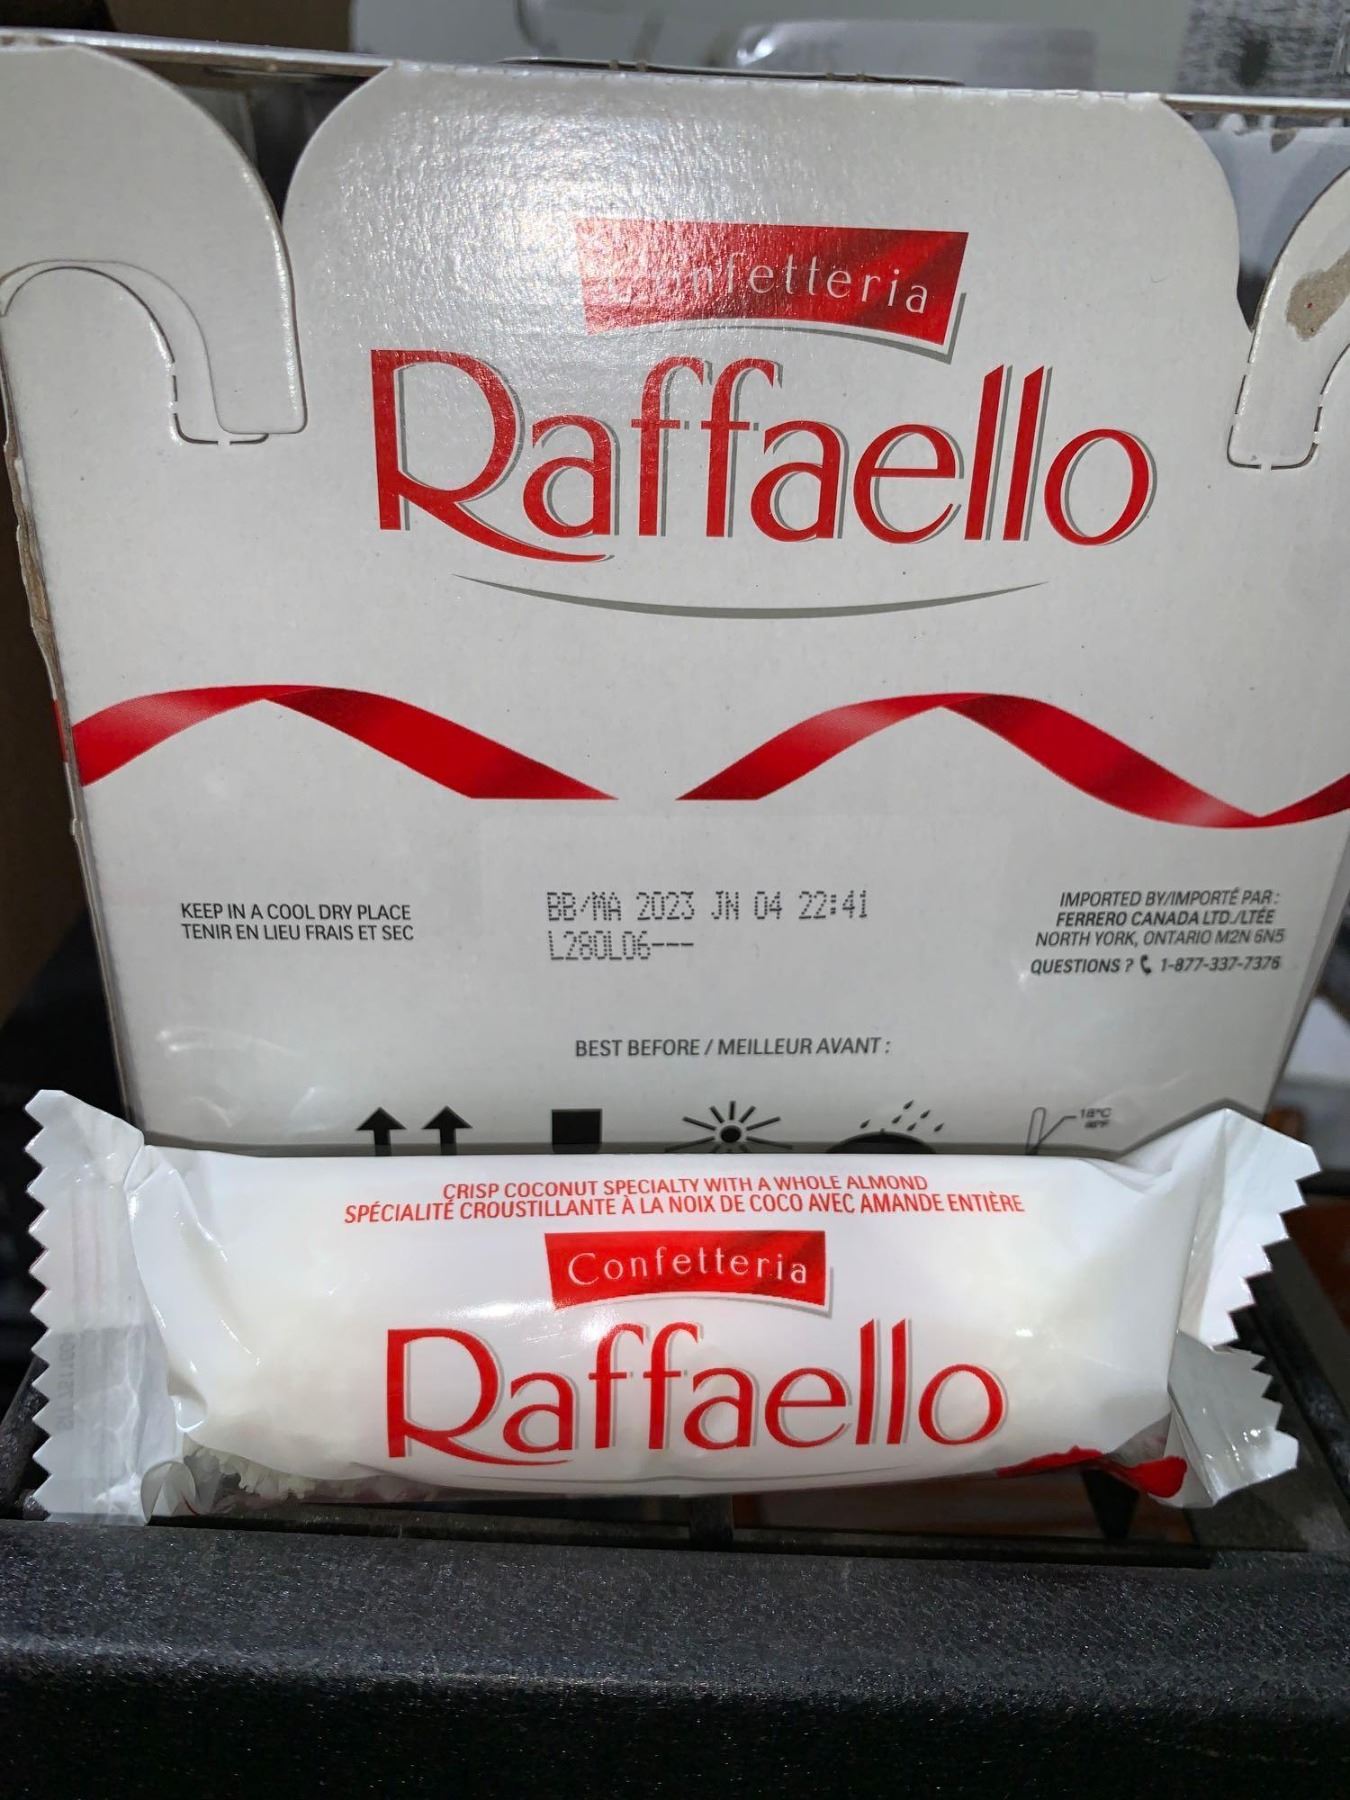 Confetteria
Raffaello
KEEP IN A COOL DRY PLACE
TENIR EN LIEU FRAIS ET SEC
BB/MA 2023 JN 04 22:41
L280L06---
IMPORTED BY/IMPORTÉ PAR :
FERRERO CANADA LTD./LTÉE
NORTH YORK, ONTARIO M2N 6N5
QUESTIONS ? 1-877-337-7376
BEST BEFORE / MEILLEUR AVANT :
18°C
CRISP COCONUT SPECIALTY WITH A WHOLE ALMOND
SPÉCIALITÉ CROUSTILLANTE À LA NOIX DE COCO AVEC AMANDE ENTIÈRE
Confetteria
Raffaello